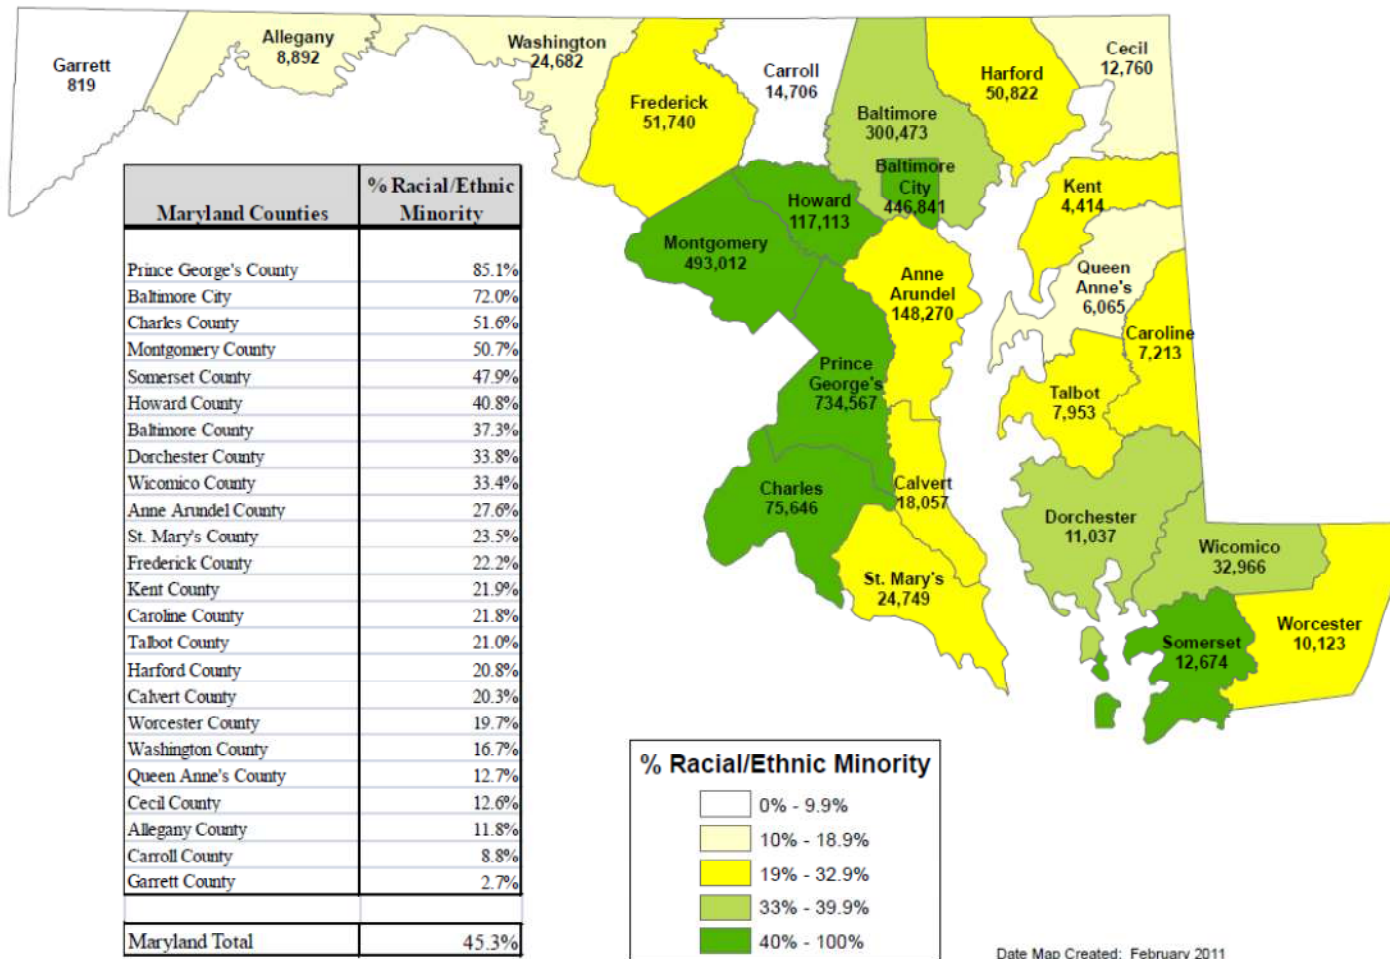 Garrett
819
Allegany
8,892
Washington
24,682
Frederick
51,740
Carroll
14,706
Baltimore
300,473
Baltimore
City
446,841
Harford
50,822
Cecil
12,760
Kent
4,414
Howard
117,113
Montgomery
493,012
Anne
Arundel
148,270
Queen
Anne's
6,065
Caroline
7,213
Talbot
7,953
Prince
George's
734,567
Charles
75,646
Calvert
18,057
St. Mary's
24,749
Dorchester
11,037
Wicomico
32,966
Somerset
12,674
Worcester
10,123
% Racial/Ethnic
Maryland Counties Minority
Prince George's County 85.1%
Baltimore City 72.0%
Charles County 51.6%
Montgomery County 50.7%
Somerset County 47.9%
Howard County 40.8%
Baltimore County 37.3%
Dorchester County 33.8%
Wicomico County 33.4%
Anne Arundel County 27.6%
St. Mary's County 23.5%
Frederick County 22.2%
Kent County 21.9%
Caroline County 21.8%
Talbot County 21.0%
Harford County 20.8%
Calvert County 20.3%
Worcester County 19.7%
Washington County 16.7%
Queen Anne's County 12.7%
Cecil County 12.6%
Allegany County 11.8%
Carroll County 8.8%
Garrett County 2.7%
Maryland Total 45.3%
% Racial/Ethnic Minority
0% - 9.9%
10% - 18.9%
19% - 32.9%
33% - 39.9%
40% - 100%
Date Map Created: February 2011